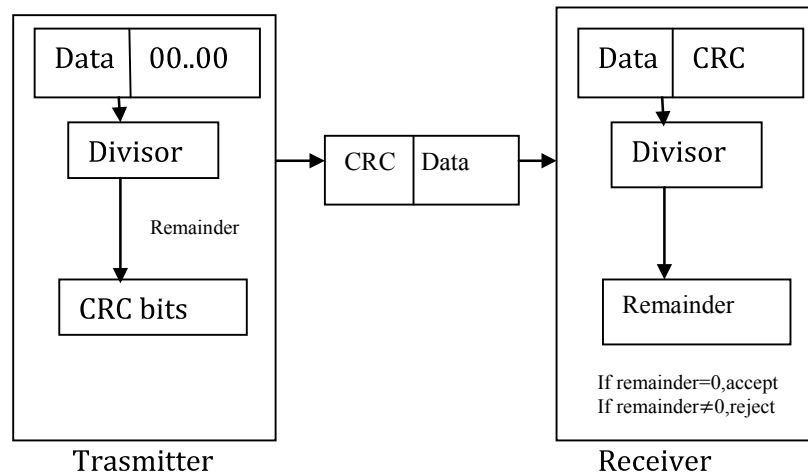 Data 00..00
Divisor
Remainder
CRC bits
Trasmitter
CRC Data
Data CRC
Divisor
Remainder
If remainder=0,accept
If remainder≠0,reject
Receiver